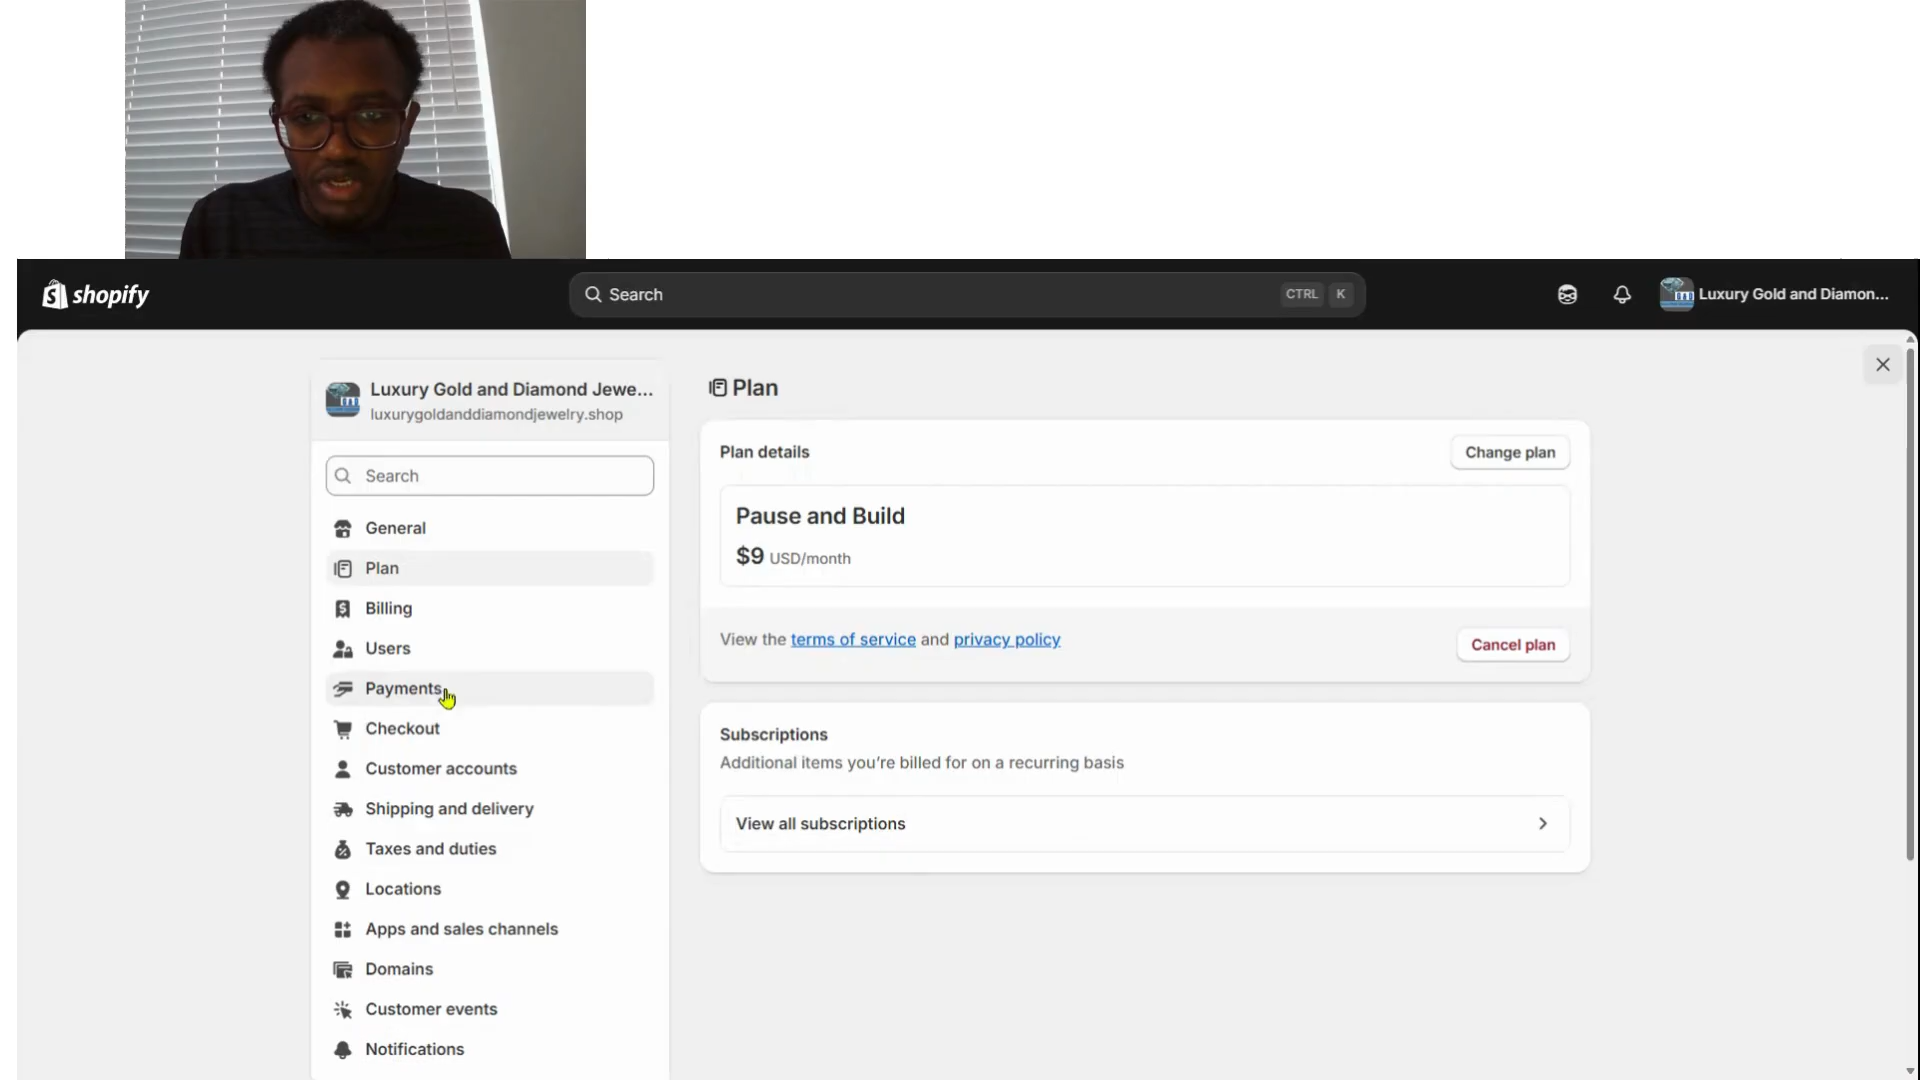 shopify
Search
CTRL K
Luxury Gold and Diamon...
Luxury Gold and Diamond Jewe...
luxurygoldanddiamondjewelry.shop
Search
General
Plan
Billing
Users
Payments
Checkout
Customer accounts
Shipping and delivery
Taxes and duties
Locations
Apps and sales channels
Domains
Customer events
Notifications
Plan
Plan details
Change plan
Pause and Build
$9 USD/month
View the terms of service and privacy policy
Cancel plan
Subscriptions
Additional items you’re billed for on a recurring basis
View all subscriptions